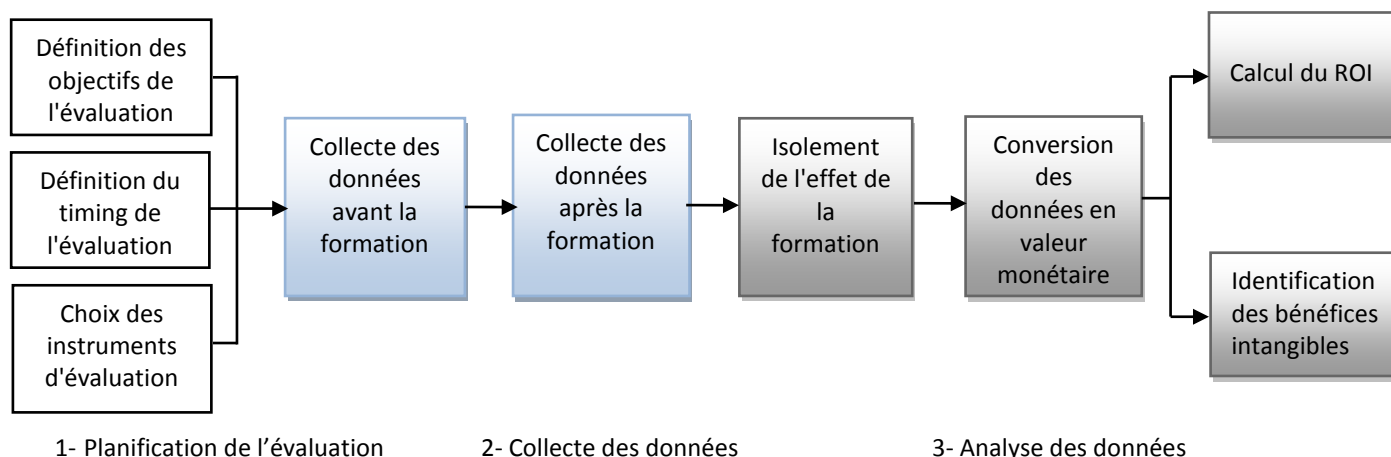 Définition des
objectifs de
l'évaluation
Définition du
timing de
l'évaluation
Choix des
instruments
d'évaluation
Collecte des
données
avant la
formation
Collecte des
données
après la
formation
Isolement
de l'effet de
la
formation
Conversion
des
données en
valeur
monétaire
Calcul du ROI
Identification
des bénéfices
intangibles
1- Planification de l’évaluation
2- Collecte des données
3- Analyse des données